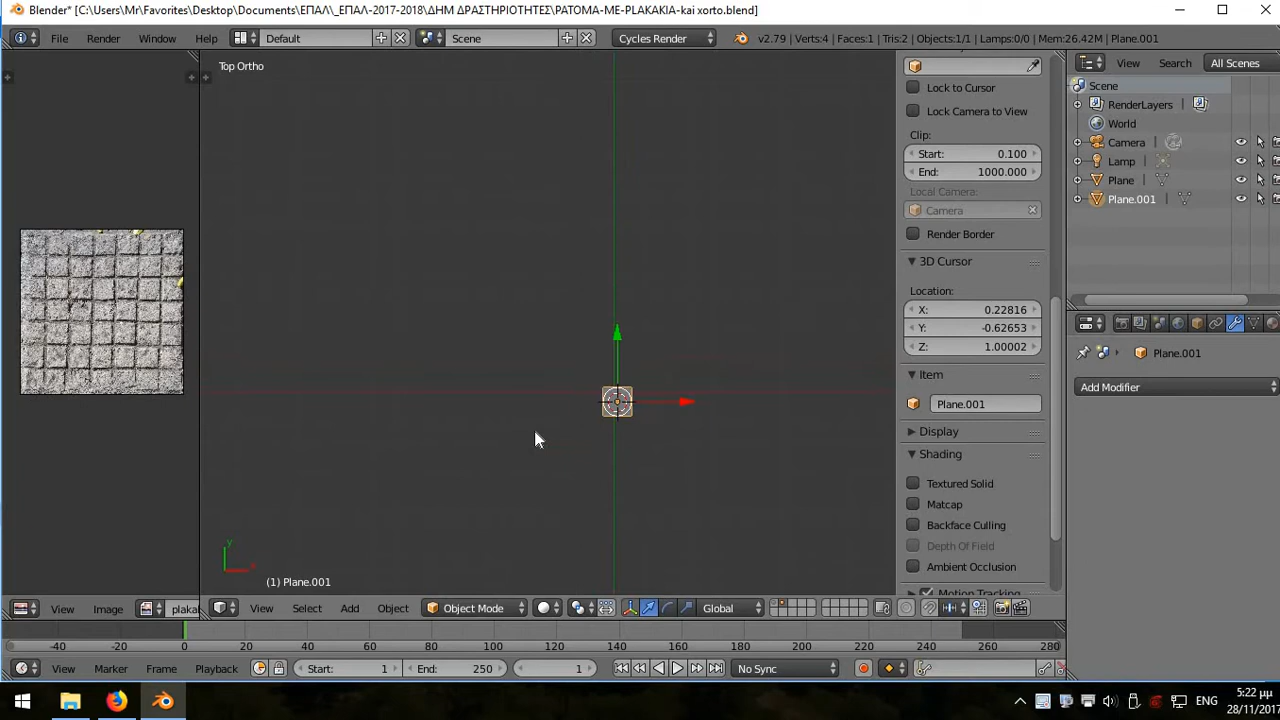 Blender* [C:\Users\Mr\Favorites\Desktop\Documents\ΕΠΑΛ\_ΕΠΑΛ-2017-2018\ΔΗΜ ΔΡΑΣΤΗΡΙΟΤΗΤΕΣ\PATOMA-ME-PLAKAKIA-kai xorto.blend]
File Render Window Help Default Scene Cycles Render v2.79 | Verts:4 | Faces:1 | Tris:2 | Objects:1/1 | Lamps:0/0 | Mem:26.42M | Plane.001
Top Ortho
View Search All Scenes
Lock to Cursor
Lock Camera to View
Clip:
Start: 0.100
End: 1000.000
Local Camera:
Camera
Render Border
3D Cursor
Location:
X: 0.22816
Y: -0.62653
Z: 1.00002
Item
Plane.001
Display
Shading
Textured Solid
Matcap
Backface Culling
Depth Of Field
Ambient Occlusion
Motion Tracking
Scene
RenderLayers
World
Camera
Lamp
Plane
Plane.001
Plane.001
Add Modifier
y
x
(1) Plane.001
View Image plaka
View Select Add Object Object Mode Global
-40 -20 0 20 40 60 80 100 120 140 160 180 200 220 240 260 280
View Marker Frame Playback Start: 1 End: 250 1 No Sync
ENG
5:22 μμ
28/11/2017